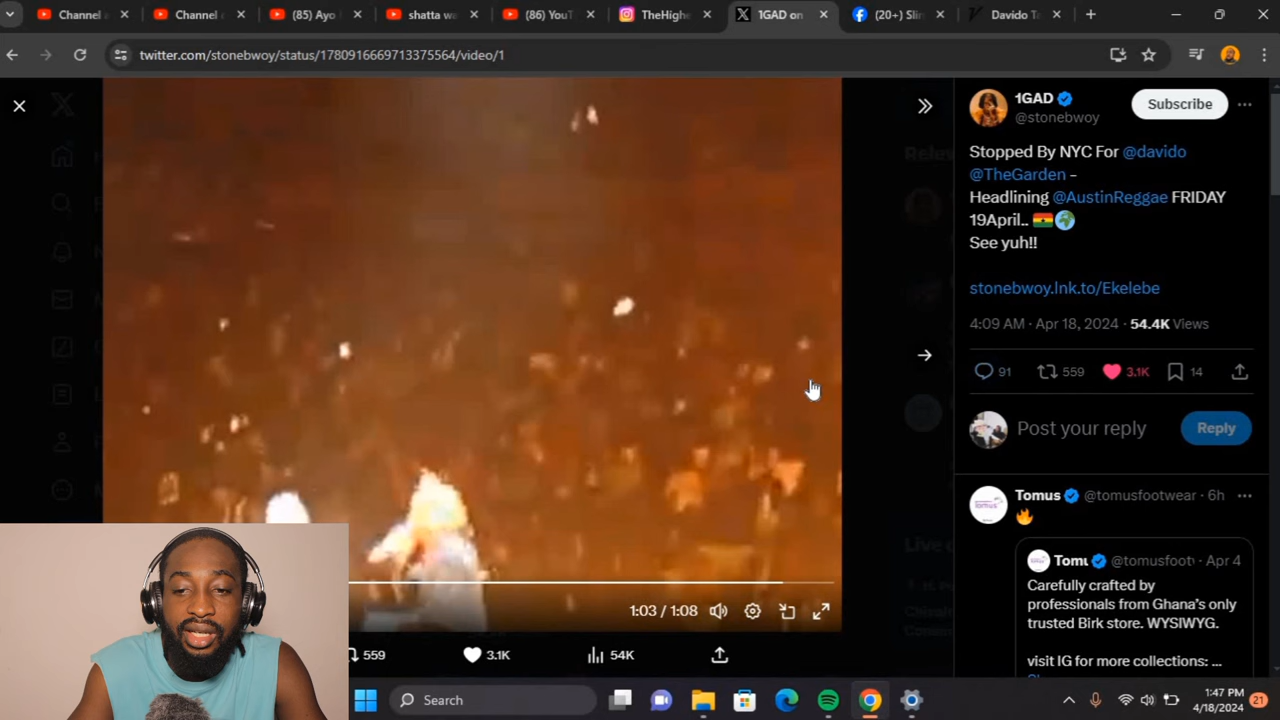 Channel a
Channel c
(85) Ayo
shatta wa
(86) YouT
TheHighe
1GAD on
(20+) Slin
Davido T
twitter.com/stonebwoy/status/1780916669713375564/video/1
1GAD
@stonebwoy
Subscribe
Stopped By NYC For @davido
@TheGarden –
Headlining @AustinReggae FRIDAY
19April.. 🇬🇭🌍
See yuh!!
stonebwoy.lnk.to/Ekelebe
4:09 AM · Apr 18, 2024 · 54.4K Views
91
559
3.1K
14
Post your reply
Reply
Tomus @tomusfootwear · 6h
🔥
Tomu @tomusfoot · Apr 4
Carefully crafted by
professionals from Ghana's only
trusted Birk store. WYSIWYG.
visit IG for more collections: ...
1:03 / 1:08
559
3.1K
54K
Search
1:47 PM
4/18/2024
21